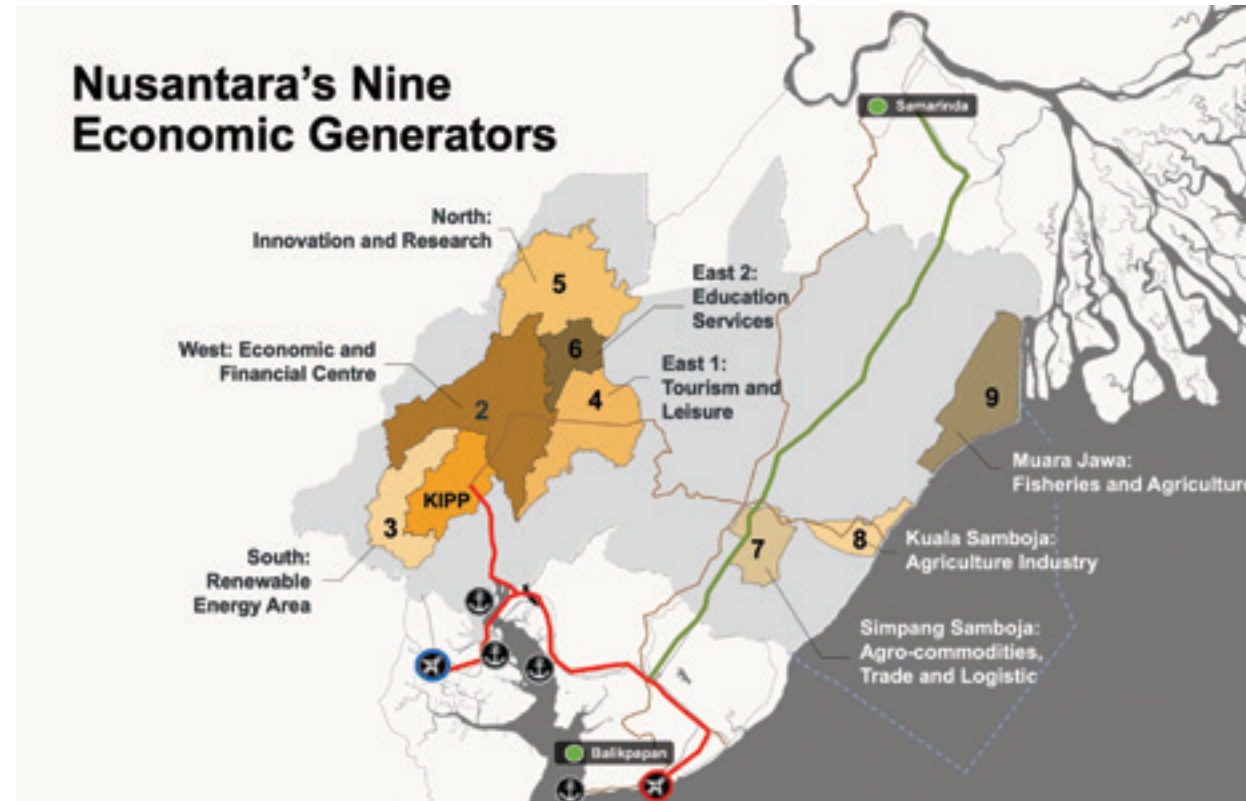 Nusantara's Nine
Economic Generators
Samarinda
North:
Innovation and Research
5
East 2:
Education
Services
6
West: Economic and
Financial Centre
East 1:
Tourism and
Leisure
4
2
9
KIPP
Muara Jawa:
Fisheries and Agriculture
3
7
8
Kuala Samboja:
Agriculture Industry
South:
Renewable
Energy Area
Simpang Samboja:
Agro-commodities,
Trade and Logistic
Balikpapan